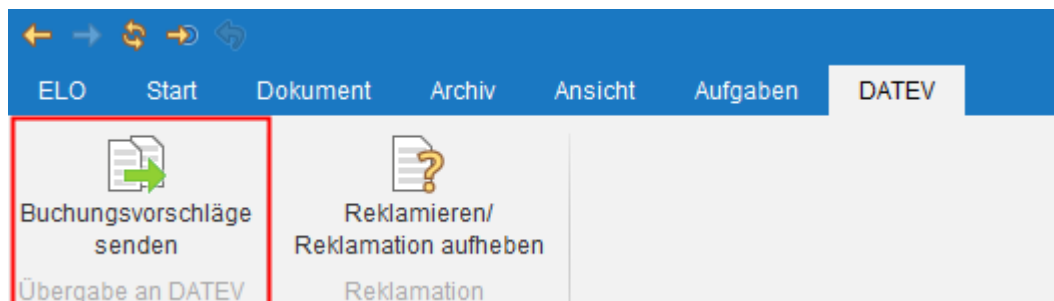 ELO Start Dokument Archiv Ansicht Aufgaben DATEV
Buchungsvorschläge
senden
Übergabe an DATEV
Reklamieren/
Reklamation aufheben
Reklamation